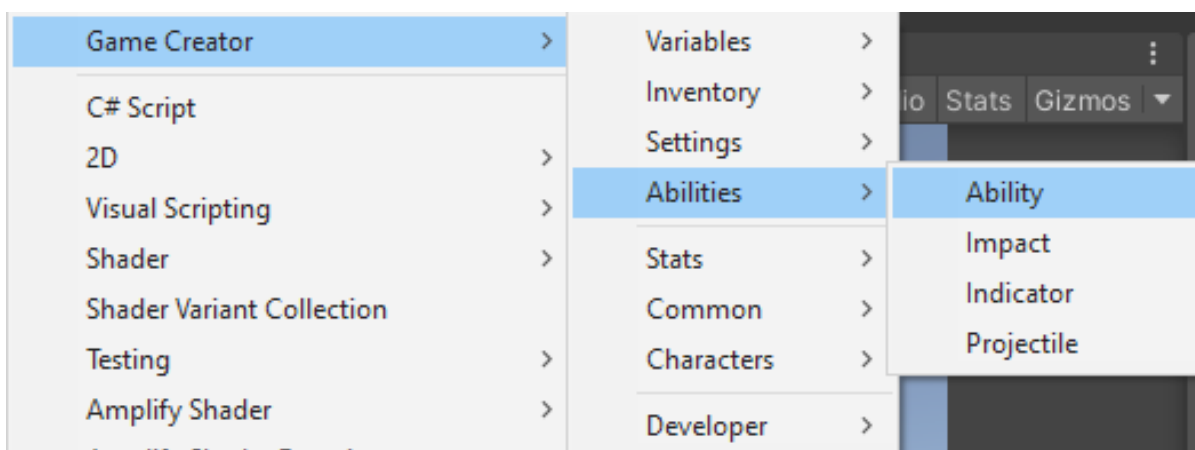 Game Creator
C# Script
2D
Visual Scripting
Shader
Shader Variant Collection
Testing
Amplify Shader
Variables
Inventory
Settings
Abilities
Stats
Common
Characters
Developer
io Stats Gizmos
Ability
Impact
Indicator
Projectile